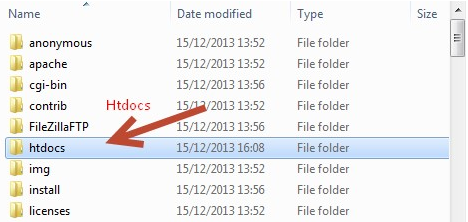 Name Date modified Type Size
anonymous 15/12/2013 13:52 File folder
apache 15/12/2013 13:52 File folder
cgi-bin 15/12/2013 13:56 File folder
contrib 15/12/2013 13:52 File folder
Htdocs
FileZillaFTP 15/12/2013 13:56 File folder
htdocs 15/12/2013 16:08 File folder
img 15/12/2013 13:52 File folder
install 15/12/2013 13:56 File folder
licenses 15/12/2013 13:52 File folder